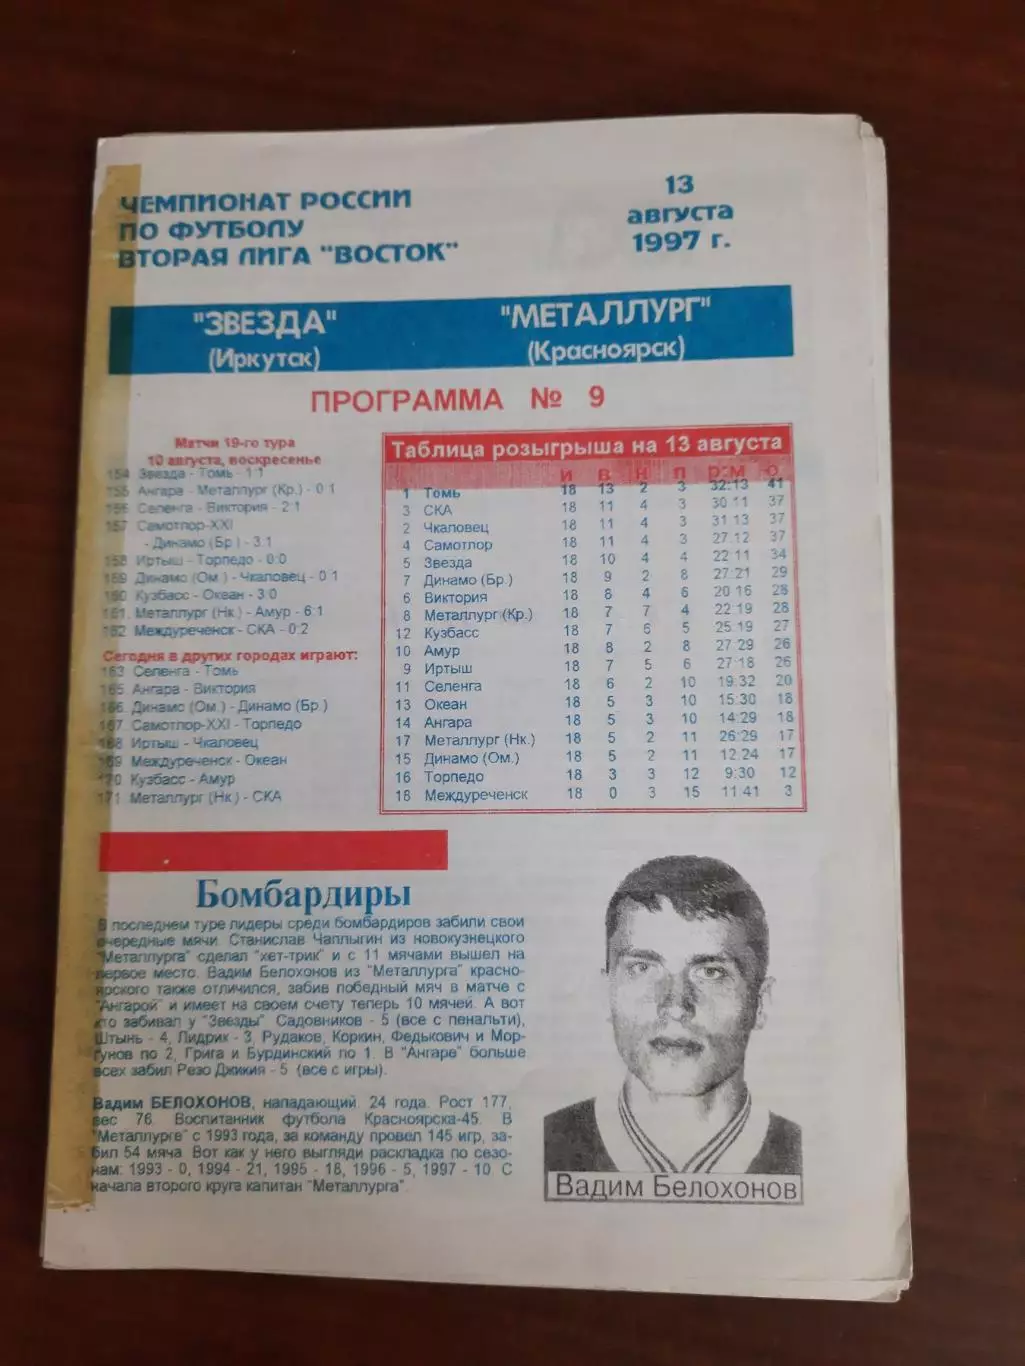 ЧЕМПИОНАТ РОССИИ
ПО ФУТБОЛУ
ВТОРАЯ ЛИГА "ВОСТОК"
13
августа
1997 г.
"ЗВЕЗДА"
(Иркутск)
"МЕТАЛЛУРГ"
(Красноярск)
ПРОГРАММА № 9
Матчи 19-го тура
10 августа, воскресенье
154 Звезда - Томь - 1:1
155 Ангара - Металлург (Кр.) - 0:1
156 Селенга - Виктория - 2:1
157 Самотлор-XXI
- Динамо (Бр.) - 3:1
158 Иртыш - Торпедо - 0:0
159 Динамо (Ом.) - Чкаловец - 0:1
160 Кузбасс - Океан - 3:0
161. Металлург (Нк.) - Амур - 6:1
162 Междуреченск - СКА - 0:2
Сегодня в других городах играют:
163 Селенга - Томь
165 Ангара - Виктория
166 Динамо (Ом.) - Динамо (Бр.)
167 Самотлор-XXI - Торпедо
168 Иртыш - Чкаловец
169 Междуреченск - Океан
170 Кузбасс - Амур
171 Металлург (Нк.) - СКА
Таблица розыгрыша на 13 августа
и в н п р:м о
1 Томь 18 13 2 3 32:13 41
3 СКА 18 11 4 3 30:11 37
2 Чкаловец 18 11 4 3 31:13 37
4 Самотлор 18 11 4 3 27:12 37
5 Звезда 18 10 4 4 22:11 34
7 Динамо (Бр.) 18 9 2 8 27:21 29
6 Виктория 18 8 4 6 20:16 28
8 Металлург (Кр.) 18 7 7 4 22:19 28
12 Кузбасс 18 7 6 5 25:19 27
10 Амур 18 8 2 8 27:29 26
9 Иртыш 18 7 5 6 27:18 26
11 Селенга 18 6 2 10 19:32 20
13 Океан 18 5 3 10 15:30 18
14 Ангара 18 5 3 10 14:29 18
17 Металлург (Нк.) 18 5 2 11 26:29 17
15 Динамо (Ом.) 18 5 2 11 12:24 17
16 Торпедо 18 3 3 12 9:30 12
18 Междуреченск 18 0 3 15 11:41 3
Бомбардиры
В последнем туре лидеры среди бомбардиров забили свои
очередные мячи. Станислав Чаплыгин из новокузнецкого
"Металлурга" сделал "хет-трик" и с 11 мячами вышел на
первое место. Вадим Белохонов из "Металлурга" красно-
ярского также отличился, забив победный мяч в матче с
"Ангарой" и имеет на своем счету теперь 10 мячей. А вот
кто забивал у "Звезды" Садовников - 5 (все с пенальти),
Штынь - 4, Лидрик - 3, Рудаков, Коркин, Федькович и Мор-
гунов по 2, Грига и Бурдинский по 1. В "Ангаре" больше
всех забил Резо Джикия - 5 (все с игры).
Вадим БЕЛОХОНОВ, нападающий. 24 года. Рост 177,
вес 76. Воспитанник футбола Красноярска-45. В
"Металлурге" с 1993 года, за команду провел 145 игр, за-
бил 54 мяча. Вот как у него выгляди раскладка по сезо-
нам: 1993 - 0, 1994 - 21, 1995 - 18, 1996 - 5, 1997 - 10. С
начала второго круга капитан "Металлурга".
Вадим Белохонов